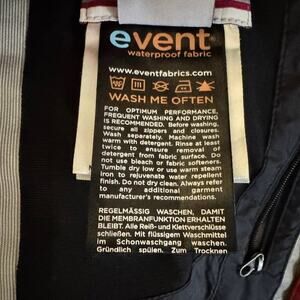 event
waterproof fabric
www.eventfabrics.com
WASH ME OFTEN
FOR OPTIMUM PERFORMANCE,
FREQUENT WASHING AND DRYING
IS RECOMMENDED. Before washing,
secure all zippers and closures.
Wash separately. Machine wash
warm with detergent. Rinse at least
twice to ensure removal of
detergent from fabric surface. Do
not use bleach or fabric softeners.
Tumble dry low or use warm steam
iron to rejuvenate water repellent
finish. Do not dry clean. Always refer
to any additional garment
manufacturer's recommendations.
REGELMÄSSIG WASCHEN, DAMIT
DIE MEMBRANFUNKTION ERHALTEN
BLEIBT. Alle Reiß- und Klettverschlüsse
schließen. Mit flüssigem Waschmittel
im Schonwaschgang waschen.
Gründlich spülen. Zum Trocknen